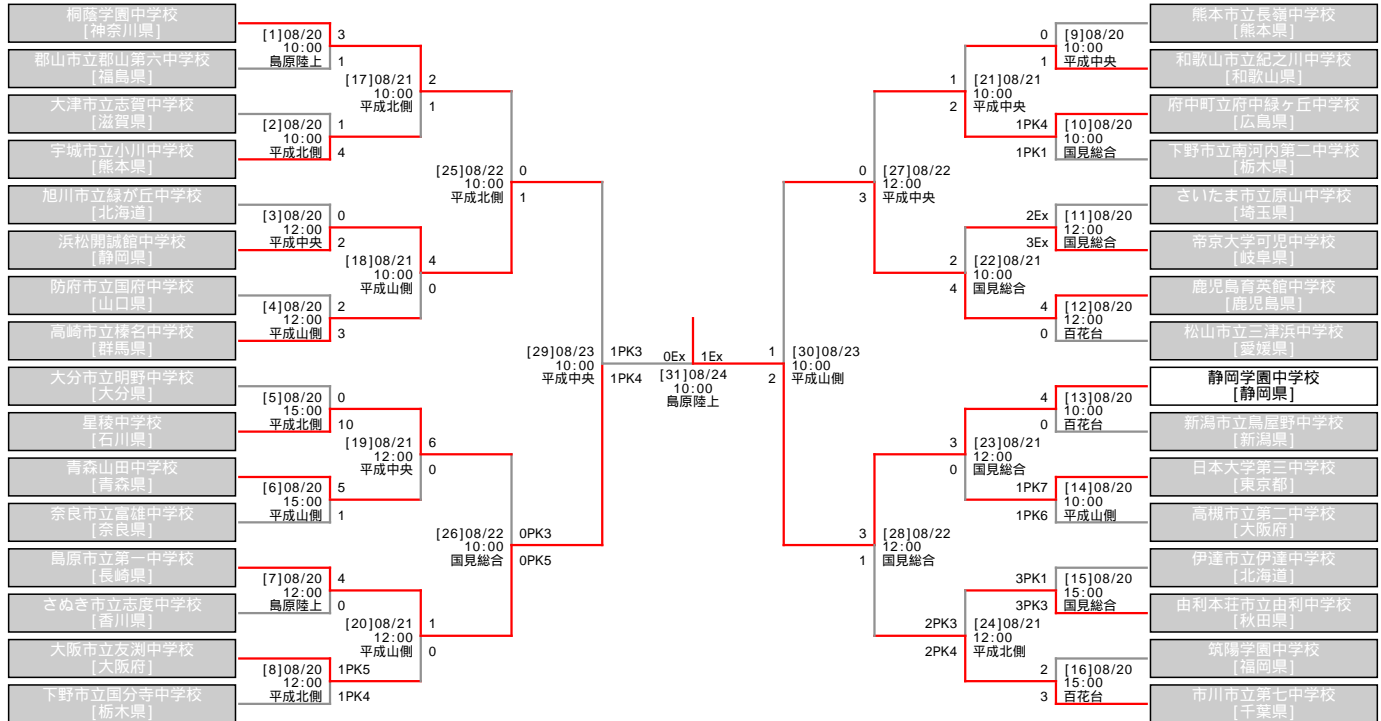 桐蔭学園中学校
[神奈川県]
郡山市立郡山第六中学校
[福島県]
大津市立志賀中学校
[滋賀県]
宇城市立小川中学校
[熊本県]
旭川市立緑が丘中学校
[北海道]
浜松開誠館中学校
[静岡県]
防府市立国府中学校
[山口県]
高崎市立榛名中学校
[群馬県]
大分市立明野中学校
[大分県]
星稜中学校
[石川県]
青森山田中学校
[青森県]
奈良市立富雄中学校
[奈良県]
島原市立第一中学校
[長崎県]
さぬき市立志度中学校
[香川県]
大阪市立友渕中学校
[大阪府]
下野市立国分寺中学校
[栃木県]
[1]08/20 3
10:00
島原陸上 1
[2]08/20 1
10:00
平成北側 4
[3]08/20 0
12:00
平成中央 2
[4]08/20 2
12:00
平成山側 3
[5]08/20 0
15:00
平成北側 10
[6]08/20 5
15:00
平成山側 1
[7]08/20 4
12:00
島原陸上 0
[8]08/20 1PK5
12:00
平成北側 1PK4
[17]08/21 2
10:00
平成北側 1
[18]08/21 4
10:00
平成山側 0
[19]08/21 6
12:00
平成中央 0
[20]08/21 1
12:00
平成山側 0
[25]08/22 0
10:00
平成北側 1
[26]08/22 0PK3
10:00
国見総合 0PK5
[29]08/23 1PK3
10:00
平成中央 1PK4
0Ex 1Ex
[31]08/24
10:00
島原陸上
1 [30]08/23
10:00
2 平成山側
0 [27]08/22
12:00
3 平成中央
3 [28]08/22
12:00
1 国見総合
1 [21]08/21
10:00
2 平成中央
2 [22]08/21
10:00
4 国見総合
3 [23]08/21
12:00
0 国見総合
2PK3 [24]08/21
12:00
2PK4 平成北側
0 [9]08/20
10:00
1 平成中央
1PK4 [10]08/20
10:00
1PK1 国見総合
2Ex [11]08/20
12:00
3Ex 国見総合
4 [12]08/20
12:00
0 百花台
4 [13]08/20
10:00
0 百花台
1PK7 [14]08/20
10:00
1PK6 平成山側
3PK1 [15]08/20
15:00
3PK3 国見総合
2 [16]08/20
15:00
3 百花台
熊本市立長嶺中学校
[熊本県]
和歌山市立紀之川中学校
[和歌山県]
府中町立府中緑ヶ丘中学校
[広島県]
下野市立南河内第二中学校
[栃木県]
さいたま市立原山中学校
[埼玉県]
帝京大学可児中学校
[岐阜県]
鹿児島育英館中学校
[鹿児島県]
松山市立三津浜中学校
[愛媛県]
静岡学園中学校
[静岡県]
新潟市立鳥屋野中学校
[新潟県]
日本大学第三中学校
[東京都]
高槻市立第二中学校
[大阪府]
伊達市立伊達中学校
[北海道]
由利本荘市立由利中学校
[秋田県]
筑陽学園中学校
[福岡県]
市川市立第七中学校
[千葉県]